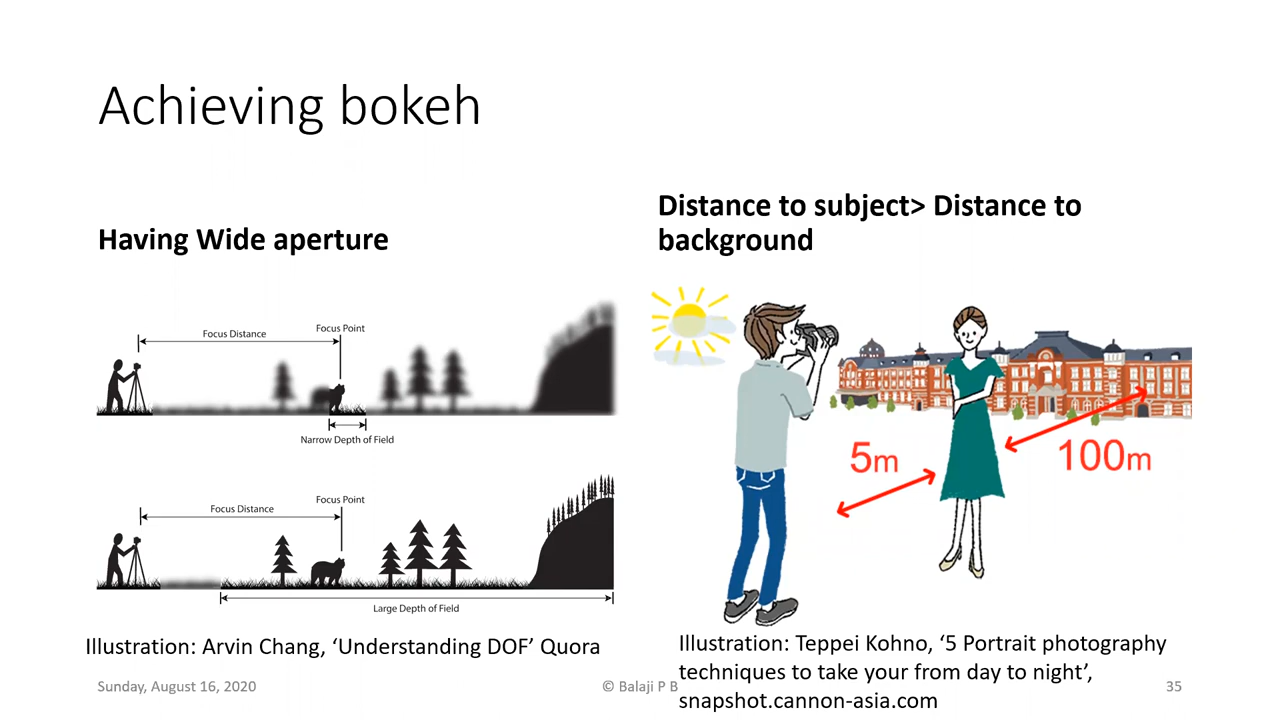 Achieving bokeh
Having Wide aperture
Focus Distance
Focus Point
Narrow Depth of Field
Focus Distance
Focus Point
Large Depth of Field
Illustration: Arvin Chang, ‘Understanding DOF’ Quora
Distance to subject> Distance to
background
5m
100m
Illustration: Teppei Kohno, ‘5 Portrait photography
techniques to take your from day to night’,
snapshot.cannon-asia.com
Sunday, August 16, 2020
© Balaji P B
35